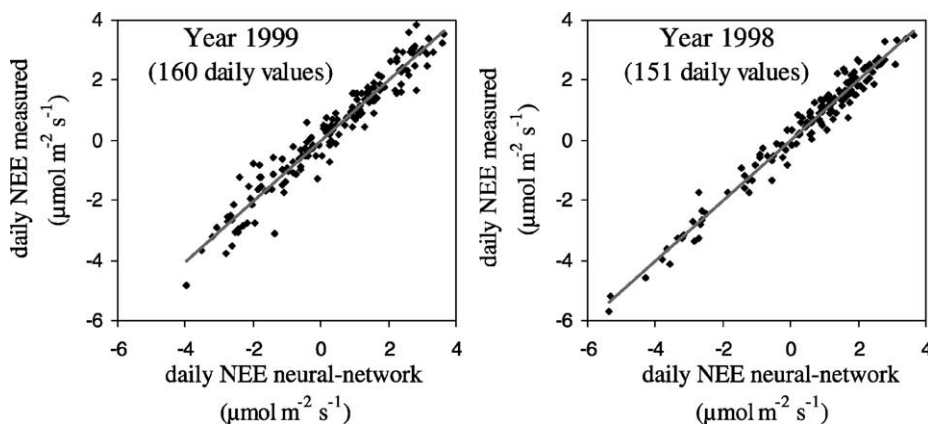 Year 1999
(160 daily values)
daily NEE measured
(µmol m⁻² s⁻¹)
4
2
0
-2
-4
-6
-6 -4 -2 0 2 4
daily NEE neural-network
(µmol m⁻² s⁻¹)
Year 1998
(151 daily values)
daily NEE measured
(µmol m⁻² s⁻¹)
4
2
0
-2
-4
-6
-6 -4 -2 0 2 4
daily NEE neural-network
(µmol m⁻² s⁻¹)